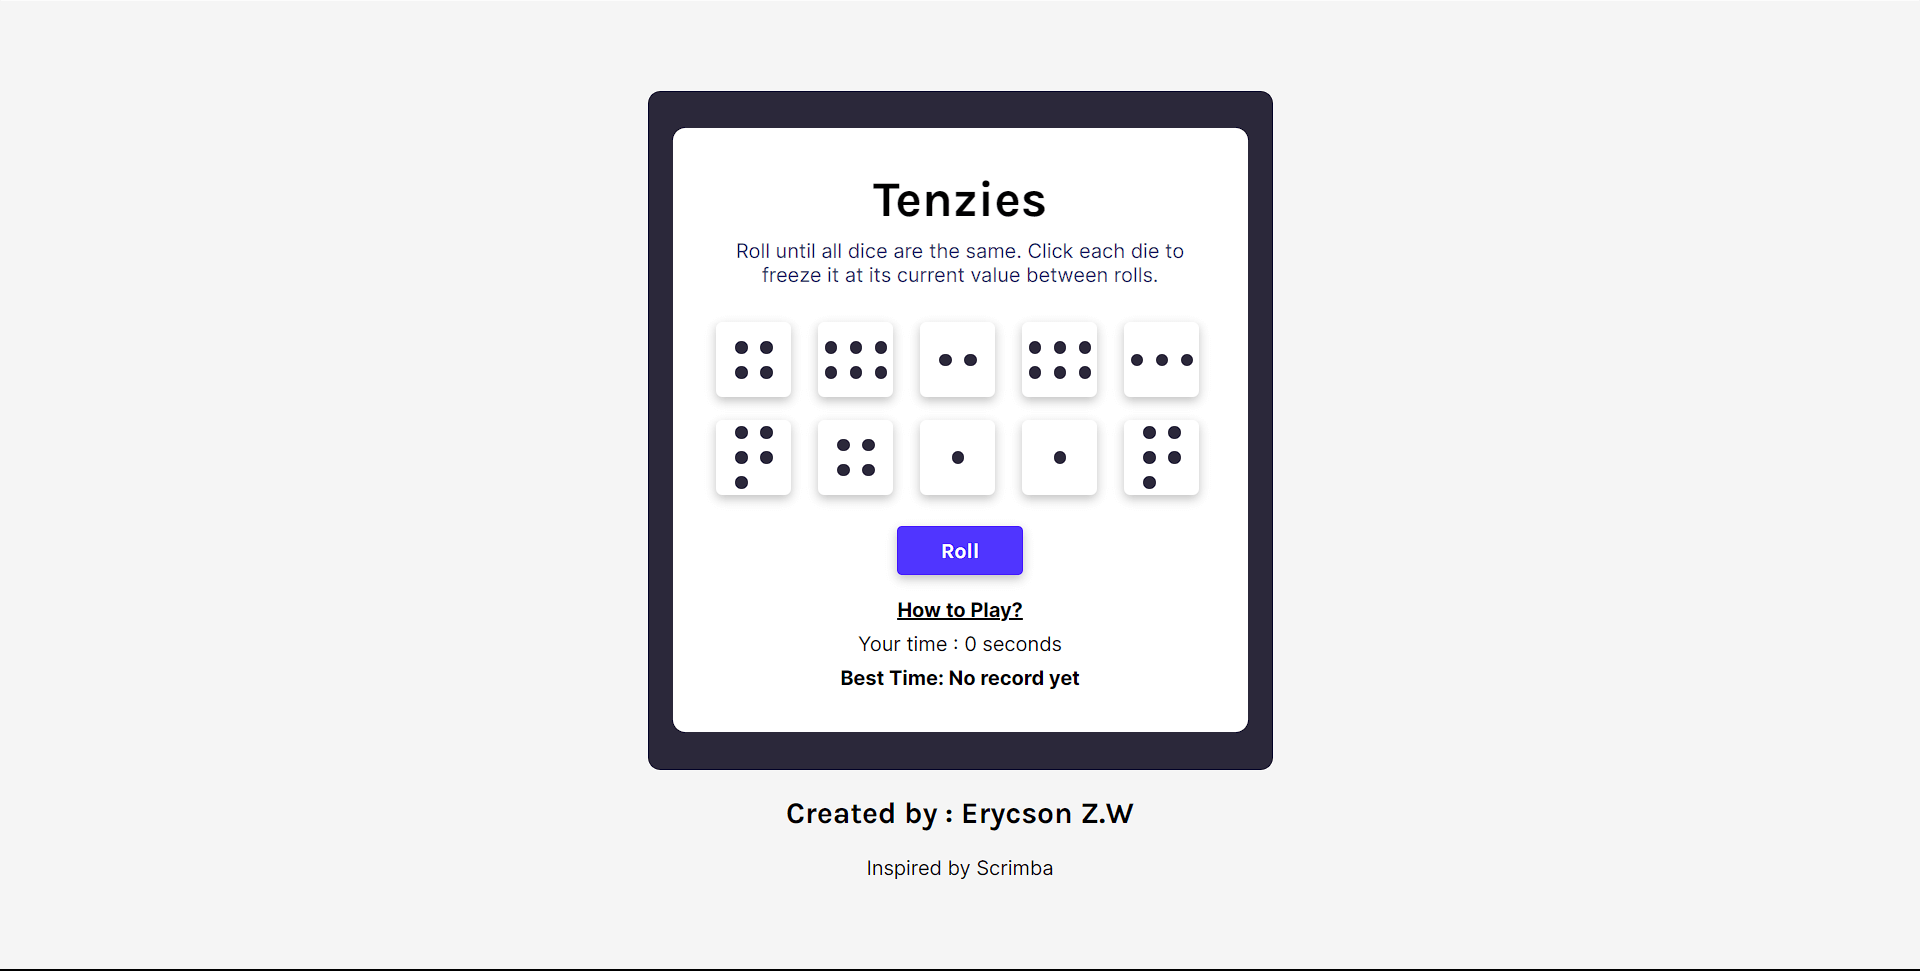 Tenzies
Roll until all dice are the same. Click each die to
freeze it at its current value between rolls.
Roll
How to Play?
Your time : 0 seconds
Best Time: No record yet
Created by : Erycson Z.W
Inspired by Scrimba